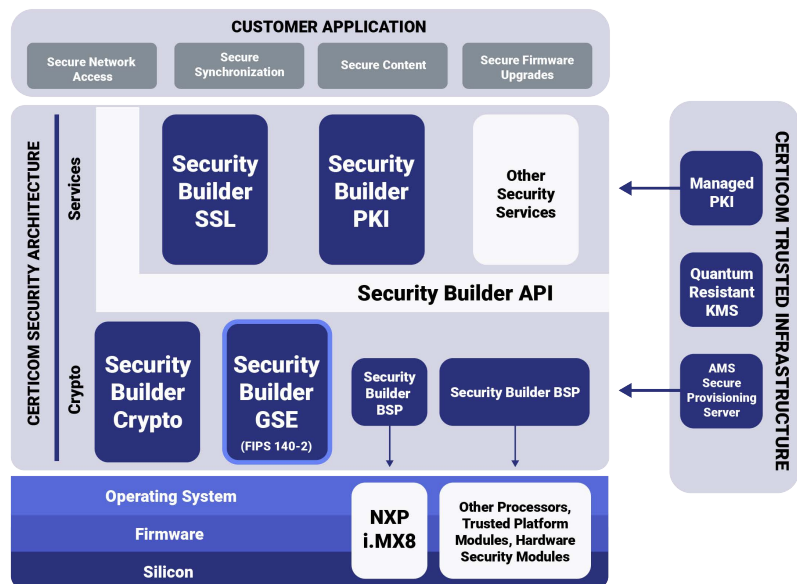 CUSTOMER APPLICATION
Secure Network
Access
Secure
Synchronization
Secure Content
Secure Firmware
Upgrades
CERTICOM SECURITY ARCHITECTURE
Services
Security
Builder
SSL
Security
Builder
PKI
Other
Security
Services
Security Builder API
Crypto
Security
Builder
Crypto
Security
Builder
GSE
(FIPS 140-2)
Security
Builder
BSP
Security Builder BSP
Operating System
Firmware
Silicon
NXP
i.MX8
Other Processors,
Trusted Platform
Modules, Hardware
Security Modules
CERTICOM TRUSTED INFRASTRUCTURE
Managed
PKI
Quantum
Resistant
KMS
AMS
Secure
Provisioning
Server